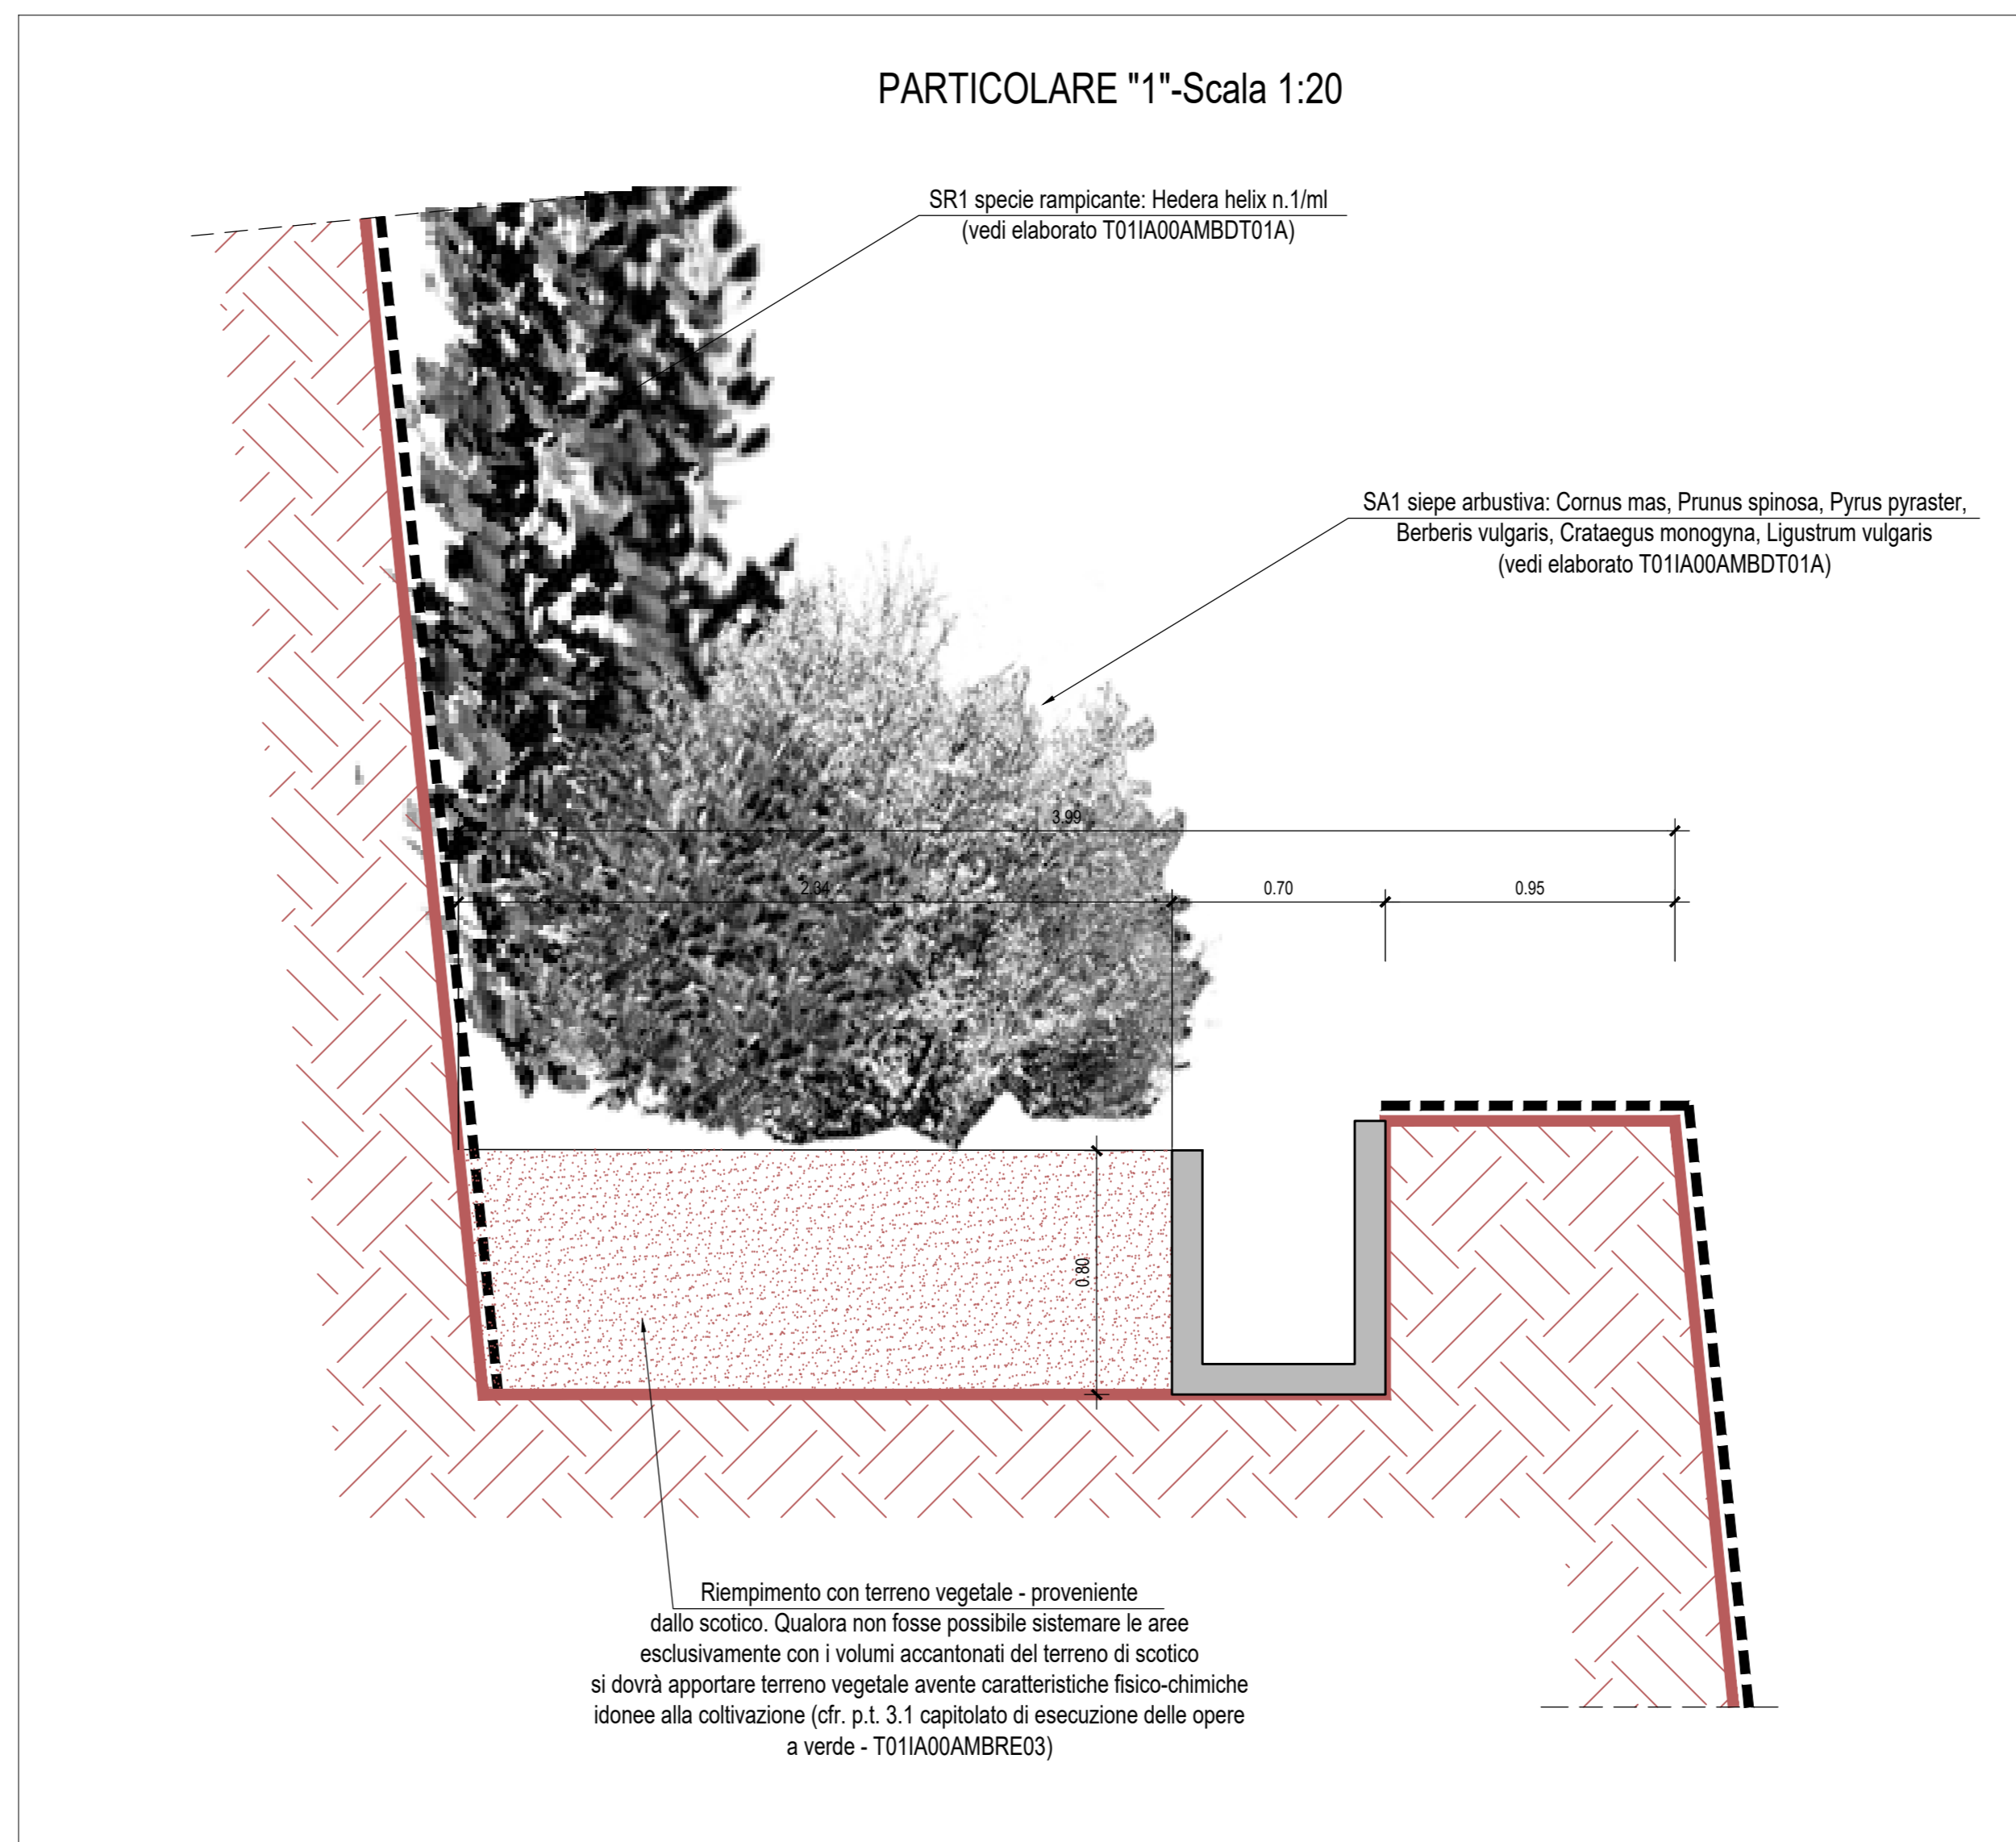 PARTICOLARE "1"-Scala 1:20
SR1 specie rampicante: Hedera helix n.1/ml
(vedi elaborato T01IA00AMBDT01A)
SA1 siepe arbustiva: Cornus mas, Prunus spinosa, Pyrus pyraster,
Berberis vulgaris, Crataegus monogyna, Ligustrum vulgaris
(vedi elaborato T01IA00AMBDT01A)
3.99
2.34
0.70
0.95
0.80
Riempimento con terreno vegetale - proveniente
dallo scotico. Qualora non fosse possibile sistemare le aree
esclusivamente con i volumi accantonati del terreno di scotico
si dovrà apportare terreno vegetale avente caratteristiche fisico-chimiche
idonee alla coltivazione (cfr. p.t. 3.1 capitolato di esecuzione delle opere
a verde - T01IA00AMBRE03)